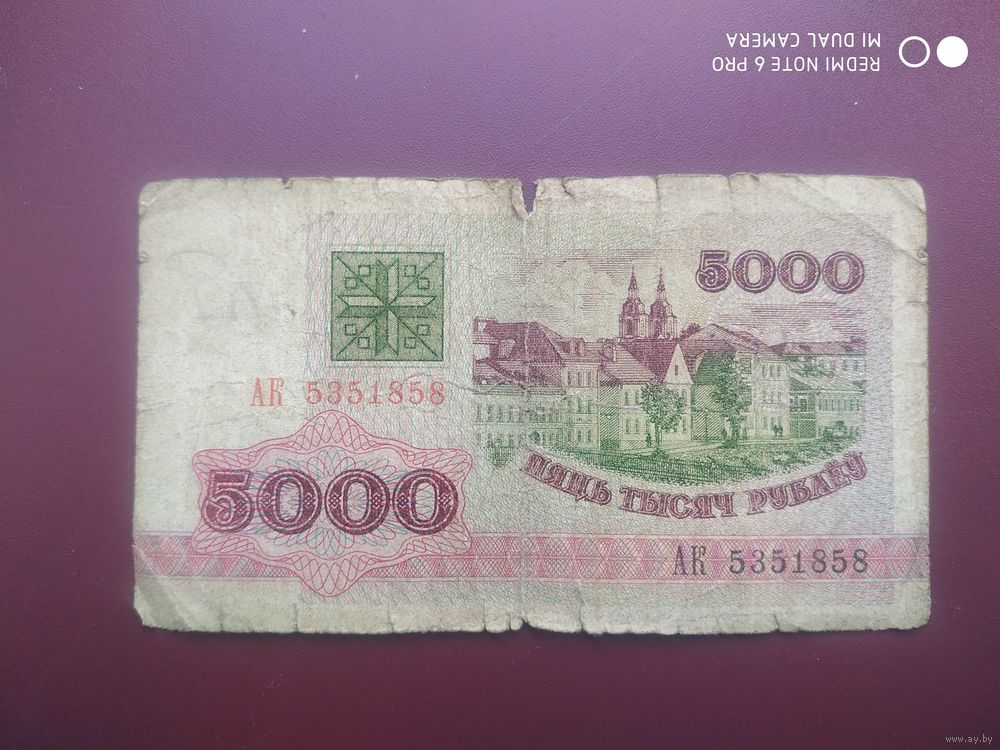 REDMI NOTE 6 PRO
MI DUAL CAMERA
5000
АК 5351858
5000
ПЯЦЬ ТЫСЯЧ РУБЛЁЎ
АК 5351858
www.ay.by